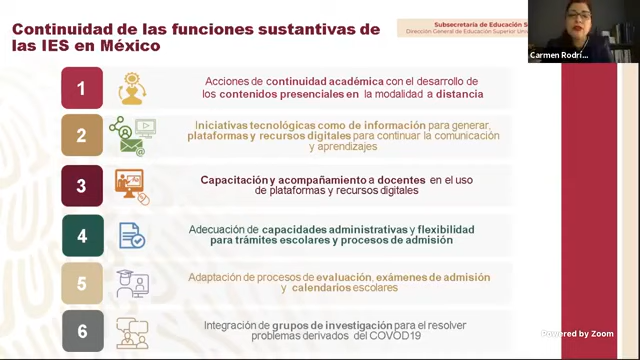 Continuidad de las funciones sustantivas de
las IES en México
Subsecretaría de Educación S
Dirección General de Educación Superior Univ
Carmen Rodrí...
1
Acciones de continuidad académica con el desarrollo de
los contenidos presenciales en la modalidad a distancia
2
Iniciativas tecnológicas como de información para generar,
plataformas y recursos digitales para continuar la comunicación
y aprendizajes
3
Capacitación y acompañamiento a docentes en el uso
de plataformas y recursos digitales
4
Adecuación de capacidades administrativas y flexibilidad
para trámites escolares y procesos de admisión
5
Adaptación de procesos de evaluación, exámenes de admisión
y calendarios escolares
6
Integración de grupos de investigación para el resolver
problemas derivados del COVOD19
Powered by Zoom